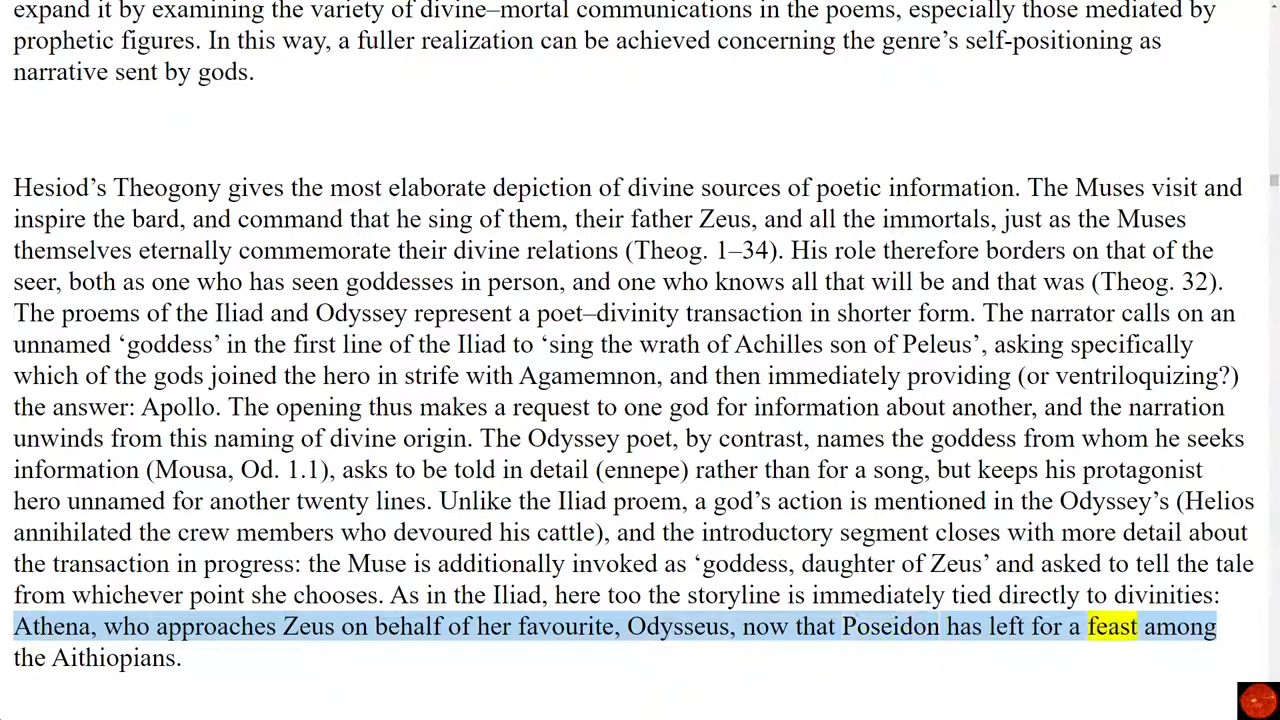 expand it by examining the variety of divine–mortal communications in the poems, especially those mediated by
prophetic figures. In this way, a fuller realization can be achieved concerning the genre’s self-positioning as
narrative sent by gods.
Hesiod’s Theogony gives the most elaborate depiction of divine sources of poetic information. The Muses visit and
inspire the bard, and command that he sing of them, their father Zeus, and all the immortals, just as the Muses
themselves eternally commemorate their divine relations (Theog. 1–34). His role therefore borders on that of the
seer, both as one who has seen goddesses in person, and one who knows all that will be and that was (Theog. 32).
The proems of the Iliad and Odyssey represent a poet–divinity transaction in shorter form. The narrator calls on an
unnamed ‘goddess’ in the first line of the Iliad to ‘sing the wrath of Achilles son of Peleus’, asking specifically
which of the gods joined the hero in strife with Agamemnon, and then immediately providing (or ventriloquizing?)
the answer: Apollo. The opening thus makes a request to one god for information about another, and the narration
unwinds from this naming of divine origin. The Odyssey poet, by contrast, names the goddess from whom he seeks
information (Mousa, Od. 1.1), asks to be told in detail (ennepe) rather than for a song, but keeps his protagonist
hero unnamed for another twenty lines. Unlike the Iliad proem, a god’s action is mentioned in the Odyssey’s (Helios
annihilated the crew members who devoured his cattle), and the introductory segment closes with more detail about
the transaction in progress: the Muse is additionally invoked as ‘goddess, daughter of Zeus’ and asked to tell the tale
from whichever point she chooses. As in the Iliad, here too the storyline is immediately tied directly to divinities:
Athena, who approaches Zeus on behalf of her favourite, Odysseus, now that Poseidon has left for a feast among
the Aithiopians.